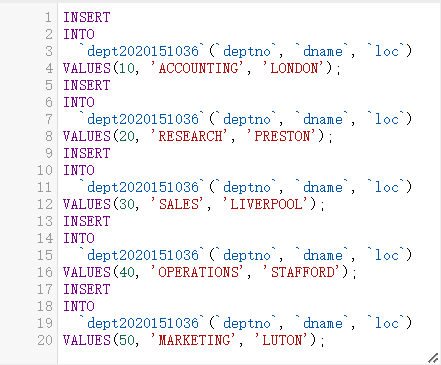 1 INSERT
2 INTO
3 `dept2020151036`(`deptno`, `dname`, `loc`)
4 VALUES(10, 'ACCOUNTING', 'LONDON');
5 INSERT
6 INTO
7 `dept2020151036`(`deptno`, `dname`, `loc`)
8 VALUES(20, 'RESEARCH', 'PRESTON');
9 INSERT
10 INTO
11 `dept2020151036`(`deptno`, `dname`, `loc`)
12 VALUES(30, 'SALES', 'LIVERPOOL');
13 INSERT
14 INTO
15 `dept2020151036`(`deptno`, `dname`, `loc`)
16 VALUES(40, 'OPERATIONS', 'STAFFORD');
17 INSERT
18 INTO
19 `dept2020151036`(`deptno`, `dname`, `loc`)
20 VALUES(50, 'MARKETING', 'LUTON');